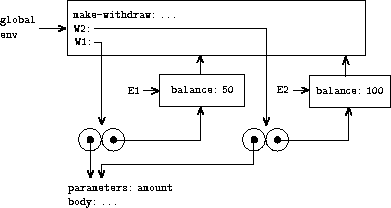 make-withdraw: ...
global
env
W2:
W1:
E1
balance: 50
E2
balance: 100
parameters: amount
body: ...